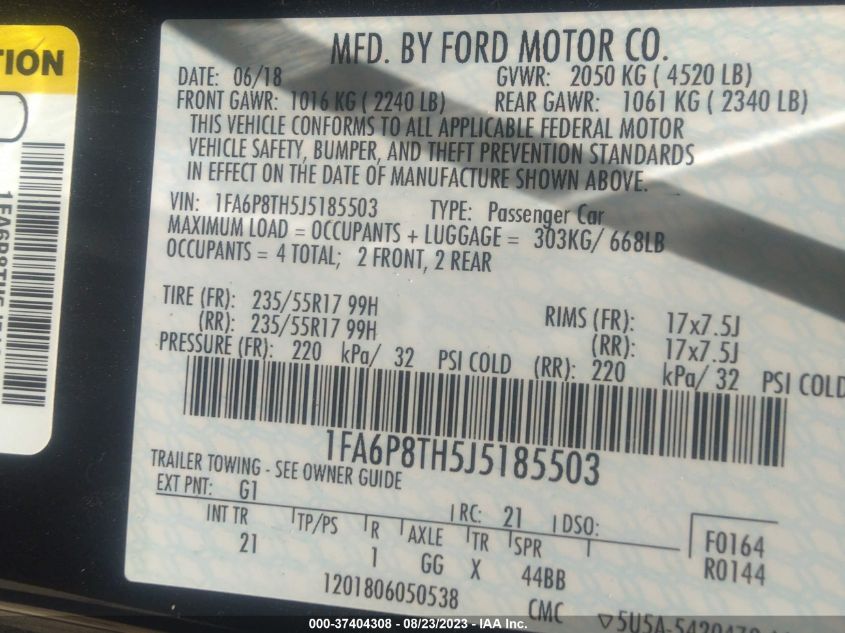 TION
1FA6P8TH5J5185503
MFD. BY FORD MOTOR CO.
DATE: 06/18 GVWR: 2050 KG ( 4520 LB)
FRONT GAWR: 1016 KG ( 2240 LB) REAR GAWR: 1061 KG ( 2340 LB)
THIS VEHICLE CONFORMS TO ALL APPLICABLE FEDERAL MOTOR
VEHICLE SAFETY, BUMPER, AND THEFT PREVENTION STANDARDS
IN EFFECT ON THE DATE OF MANUFACTURE SHOWN ABOVE.
VIN: 1FA6P8TH5J5185503 TYPE: Passenger Car
MAXIMUM LOAD = OCCUPANTS + LUGGAGE = 303KG/ 668LB
OCCUPANTS = 4 TOTAL; 2 FRONT, 2 REAR
TIRE (FR): 235/55R17 99H RIMS (FR): 17x7.5J
(RR): 235/55R17 99H (RR): 17x7.5J
PRESSURE (FR): 220 kPa/ 32 PSI COLD (RR): 220 kPa/ 32 PSI COLD
TRAILER TOWING - SEE OWNER GUIDE
EXT PNT: G1 RC: 21 DSO:
INT TR TP/PS R AXLE TR SPR F0164
21 1 GG X 44BB R0144
1201806050538 CMC
000-37404308 - 08/23/2023 - IAA Inc.